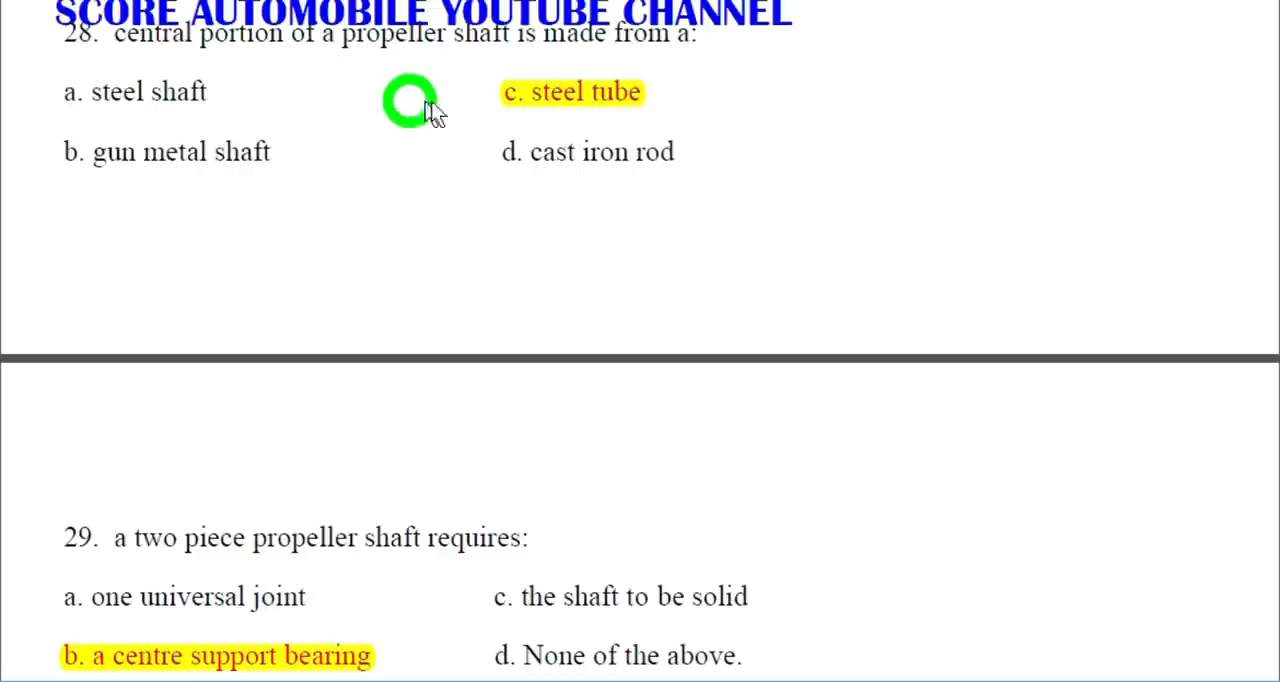 SCORE AUTOMOBILE YOUTUBE CHANNEL
28. central portion of a propeller shaft is made from a:
a. steel shaft c. steel tube
b. gun metal shaft d. cast iron rod
29. a two piece propeller shaft requires:
a. one universal joint c. the shaft to be solid
b. a centre support bearing d. None of the above.